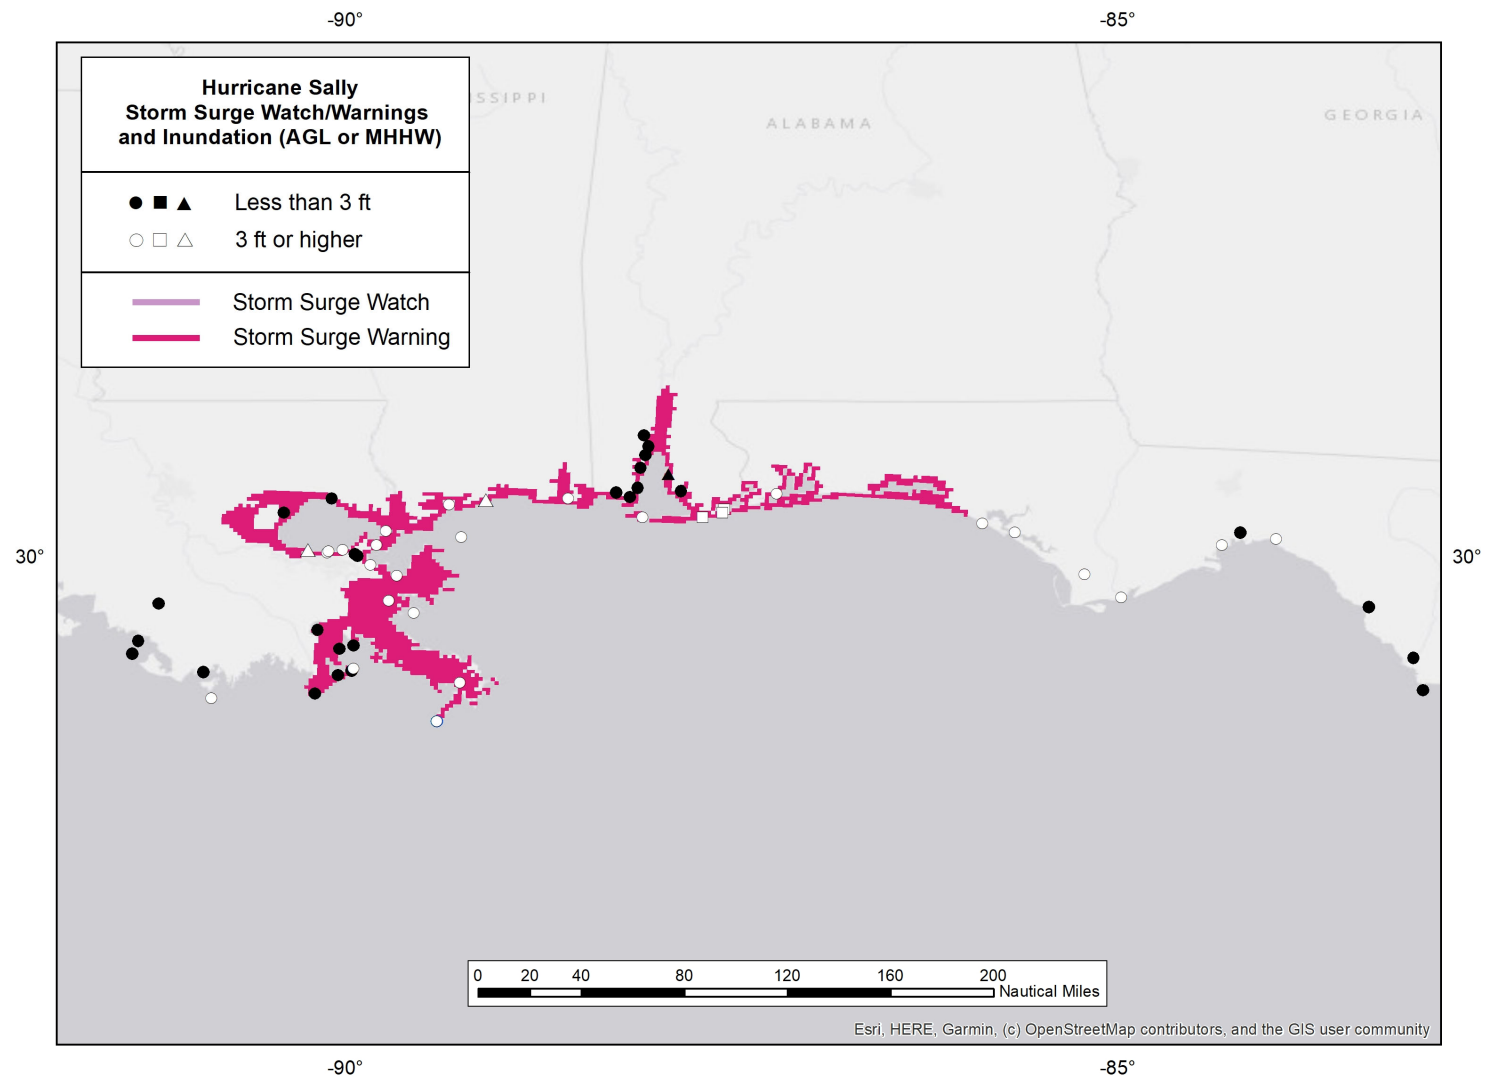 -90°
-85°
Hurricane Sally
Storm Surge Watch/Warnings
and Inundation (AGL or MHHW)
Less than 3 ft
3 ft or higher
Storm Surge Watch
Storm Surge Warning
SSIPPI
ALABAMA
GEORGIA
30°
30°
0 20 40 80 120 160 200
Nautical Miles
Esri, HERE, Garmin, (c) OpenStreetMap contributors, and the GIS user community
-90°
-85°